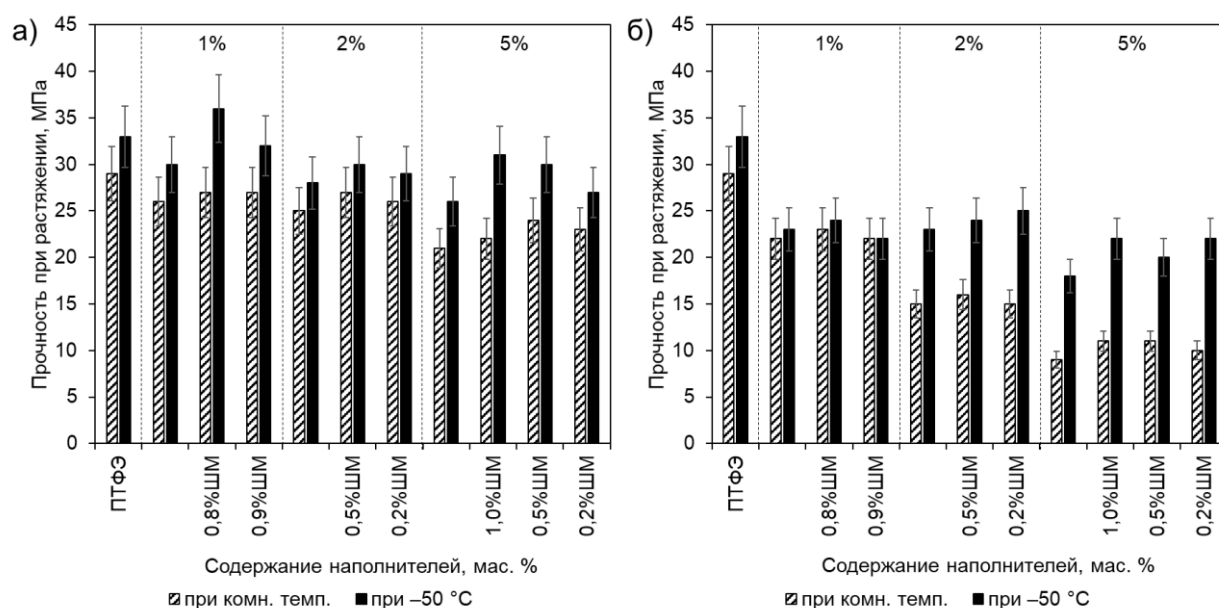 а)
Прочность при растяжении, МПа
45
40
35
30
25
20
15
10
5
0
1%
2%
5%
ПТФЭ
0,8%ШМ
0,9%ШМ
0,5%ШМ
0,2%ШМ
1,0%ШМ
0,5%ШМ
0,2%ШМ
Содержание наполнителей, мас. %
при комн. темп.
при –50 °C
б)
Прочность при растяжении, МПа
45
40
35
30
25
20
15
10
5
0
1%
2%
5%
ПТФЭ
0,8%ШМ
0,9%ШМ
0,5%ШМ
0,2%ШМ
1,0%ШМ
0,5%ШМ
0,2%ШМ
Содержание наполнителей, мас. %
при комн. темп.
при –50 °C